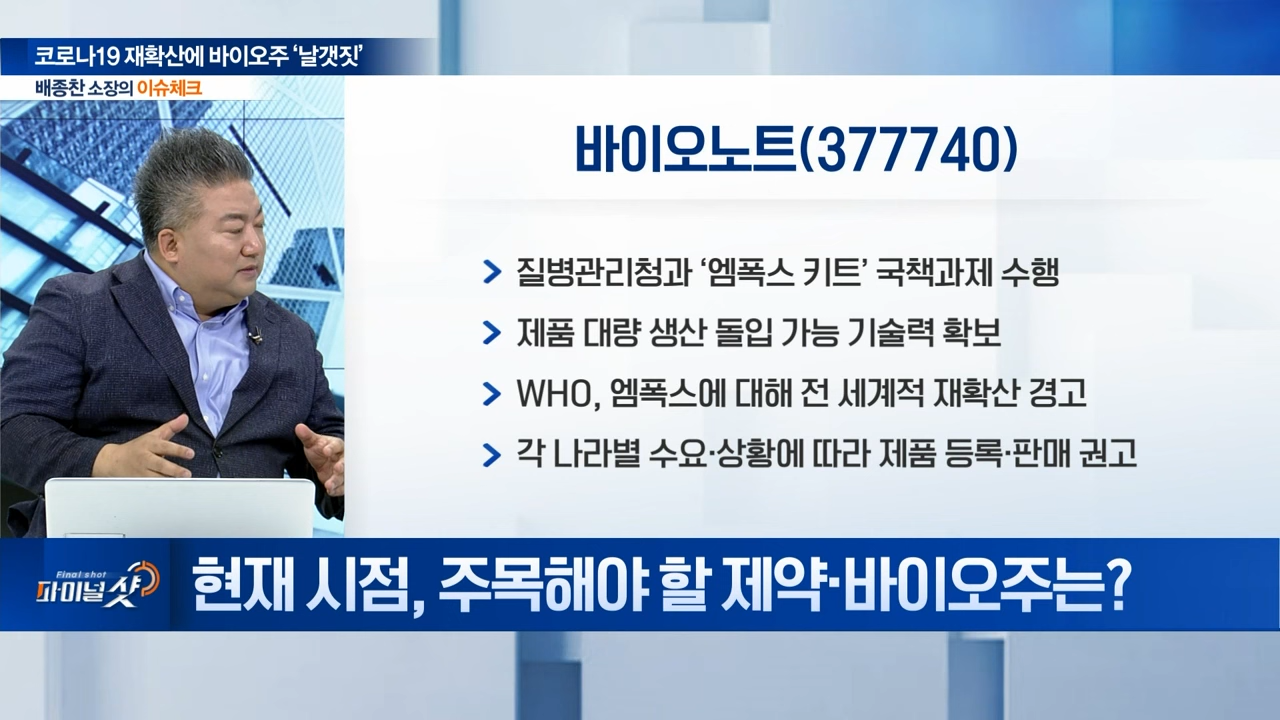 코로나19 재확산에 바이오주 ‘날갯짓’
배종찬 소장의 이슈체크
바이오노트(377740)
질병관리청과 ‘엠폭스 키트’ 국책과제 수행
제품 대량 생산 돌입 가능 기술력 확보
WHO, 엠폭스에 대해 전 세계적 재확산 경고
각 나라별 수요·상황에 따라 제품 등록·판매 권고
Final shot
파이널샷
현재 시점, 주목해야 할 제약·바이오주는?